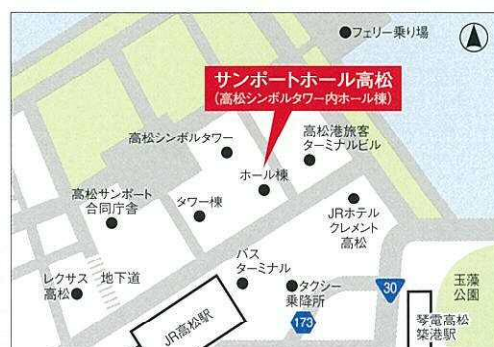 フェリー乗り場
サンポートホール高松
(高松シンボルタワー内ホール棟)
高松シンボルタワー
高松港旅客
ターミナルビル
ホール棟
高松サンポート
合同庁舎
タワー棟
JRホテル
クレメント
高松
レクサス
高松
地下道
バス
ターミナル
タクシー
乗降所
30
玉藻
公園
173
JR高松駅
琴電高松
築港駅